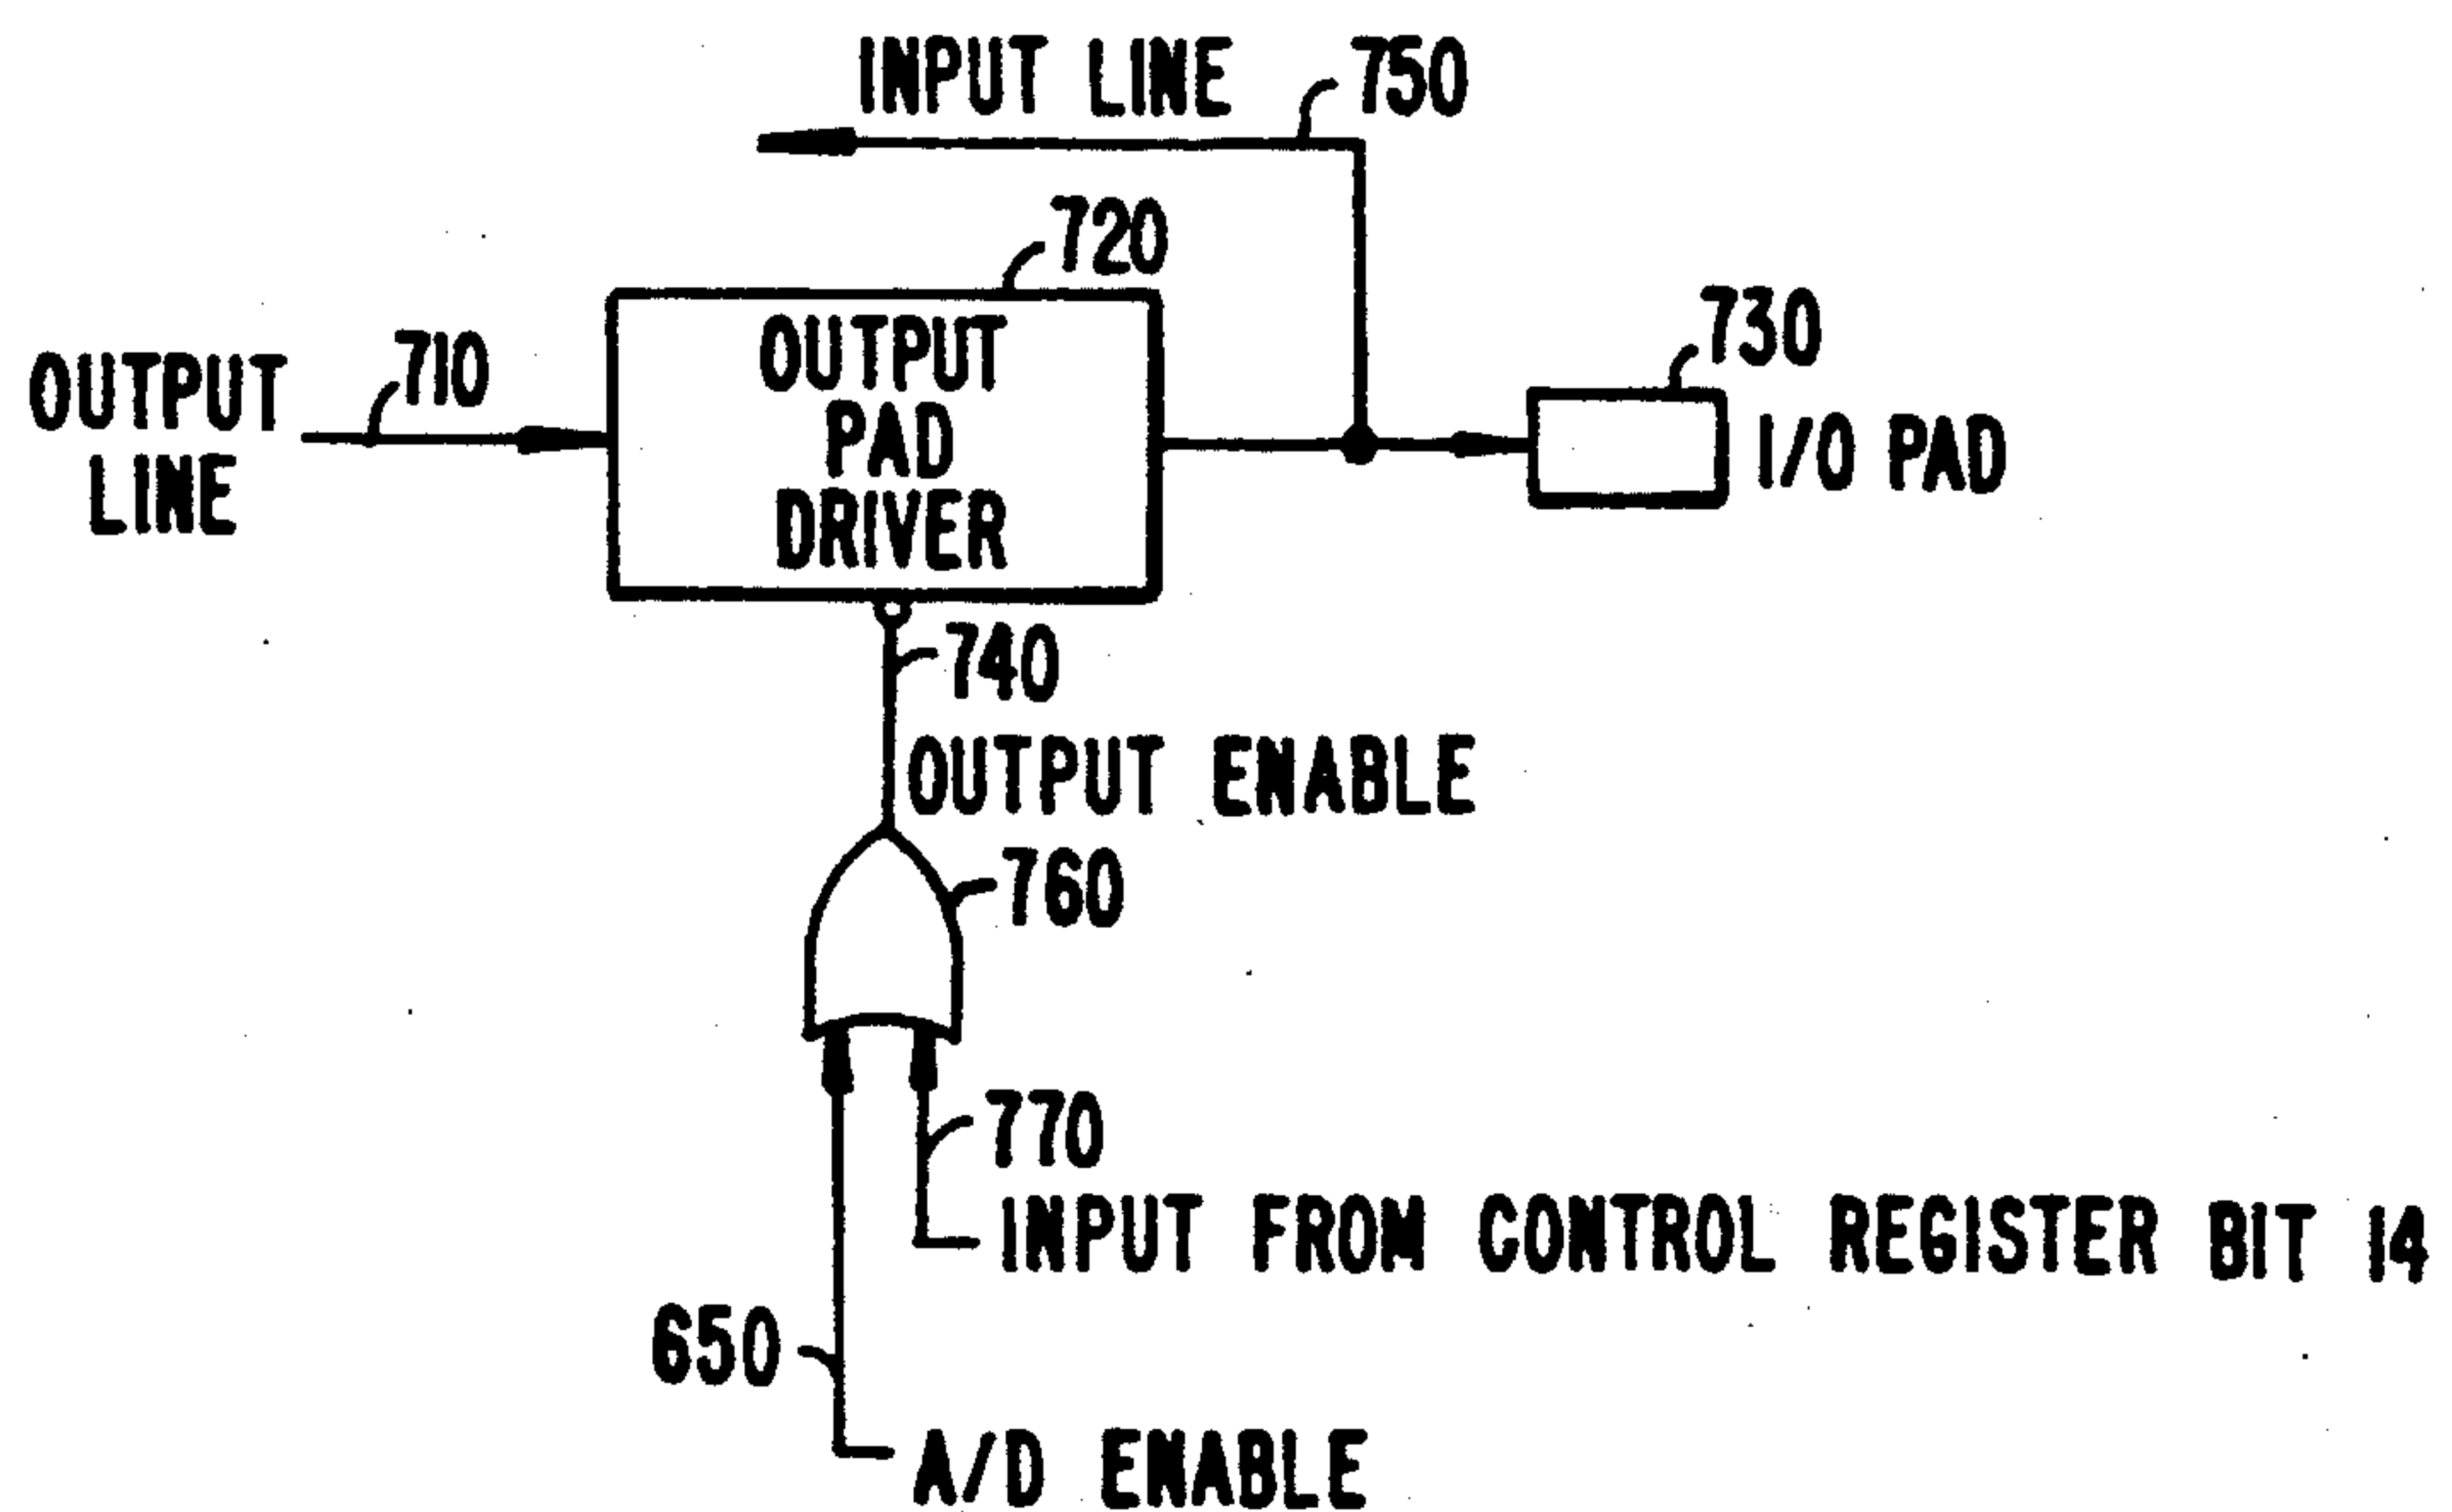 INPUT LINE
750
720
730
710
OUTPUT
LINE
OUTPUT
PAD
DRIVER
I/O PAD
740
OUTPUT ENABLE
760
770
INPUT FROM CONTROL REGISTER BIT 14
650
A/D ENABLE